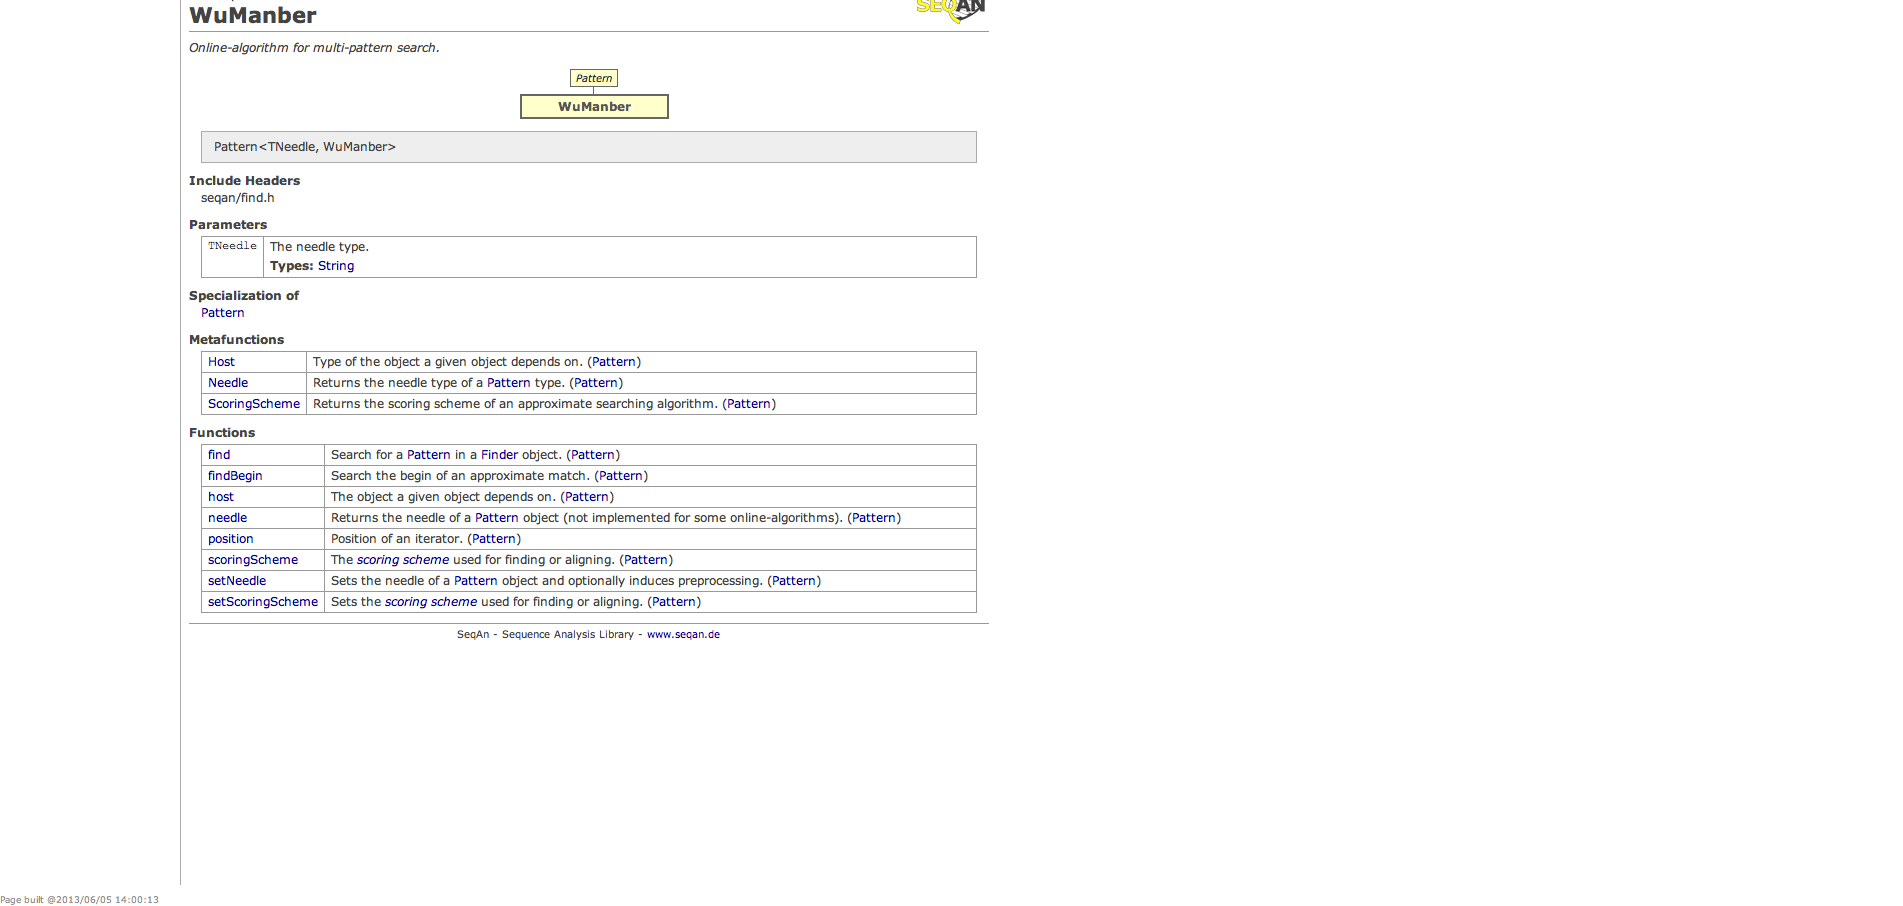 WuManber
SEQAN
Online-algorithm for multi-pattern search.
Pattern
WuManber
Pattern<TNeedle, WuManber>
Include Headers
seqan/find.h
Parameters
TNeedle The needle type.
Types: String
Specialization of
Pattern
Metafunctions
Host Type of the object a given object depends on. (Pattern)
Needle Returns the needle type of a Pattern type. (Pattern)
ScoringScheme Returns the scoring scheme of an approximate searching algorithm. (Pattern)
Functions
find Search for a Pattern in a Finder object. (Pattern)
findBegin Search the begin of an approximate match. (Pattern)
host The object a given object depends on. (Pattern)
needle Returns the needle of a Pattern object (not implemented for some online-algorithms). (Pattern)
position Position of an iterator. (Pattern)
scoringScheme The scoring scheme used for finding or aligning. (Pattern)
setNeedle Sets the needle of a Pattern object and optionally induces preprocessing. (Pattern)
setScoringScheme Sets the scoring scheme used for finding or aligning. (Pattern)
SeqAn - Sequence Analysis Library - www.seqan.de
Page built @2013/06/05 14:00:13